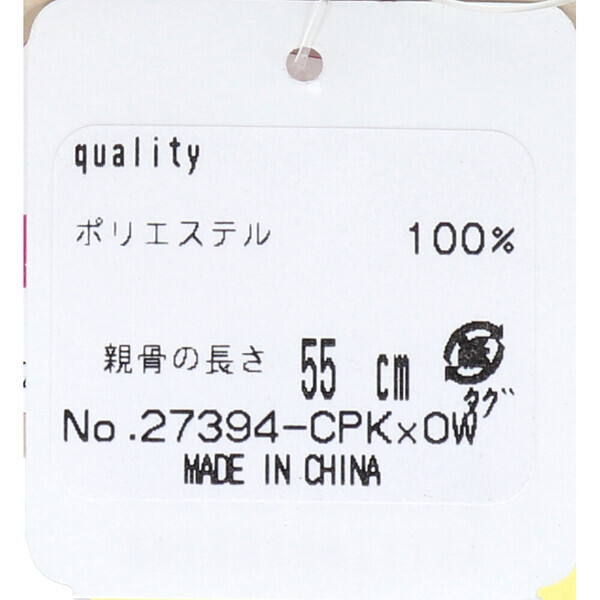 quality
ポリエステル 100%
親骨の長さ 55 cm
タグ
No.27394-CPK×OW
MADE IN CHINA